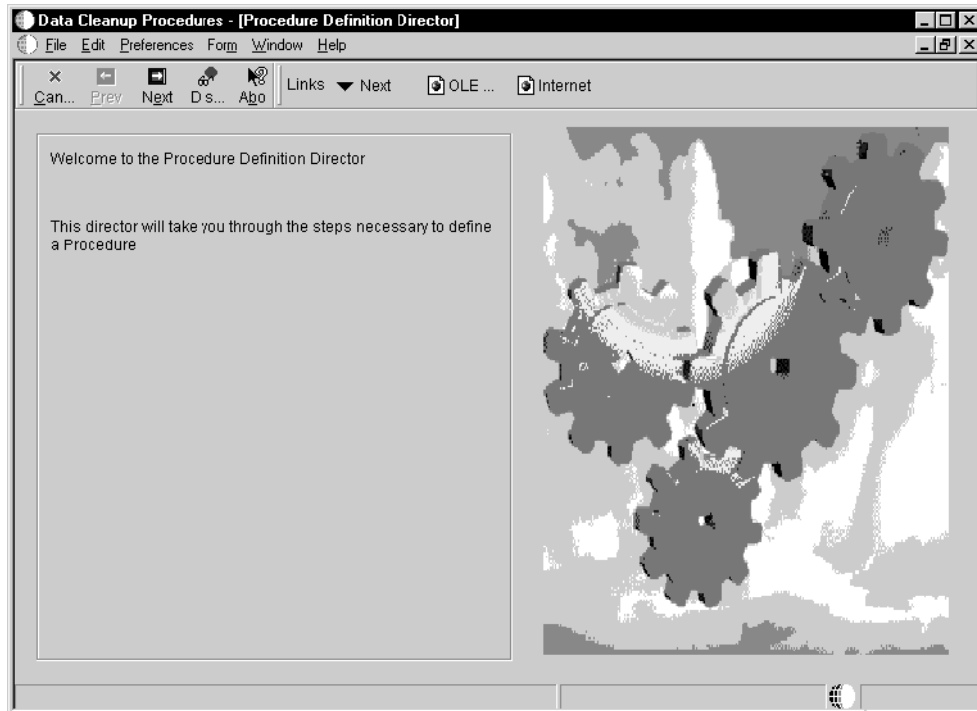 Data Cleanup Procedures - [Procedure Definition Director]
File Edit Preferences Form Window Help
Can... Prev Next Dis... Abo Links Next OLE ... Internet
Welcome to the Procedure Definition Director
This director will take you through the steps necessary to define
a Procedure